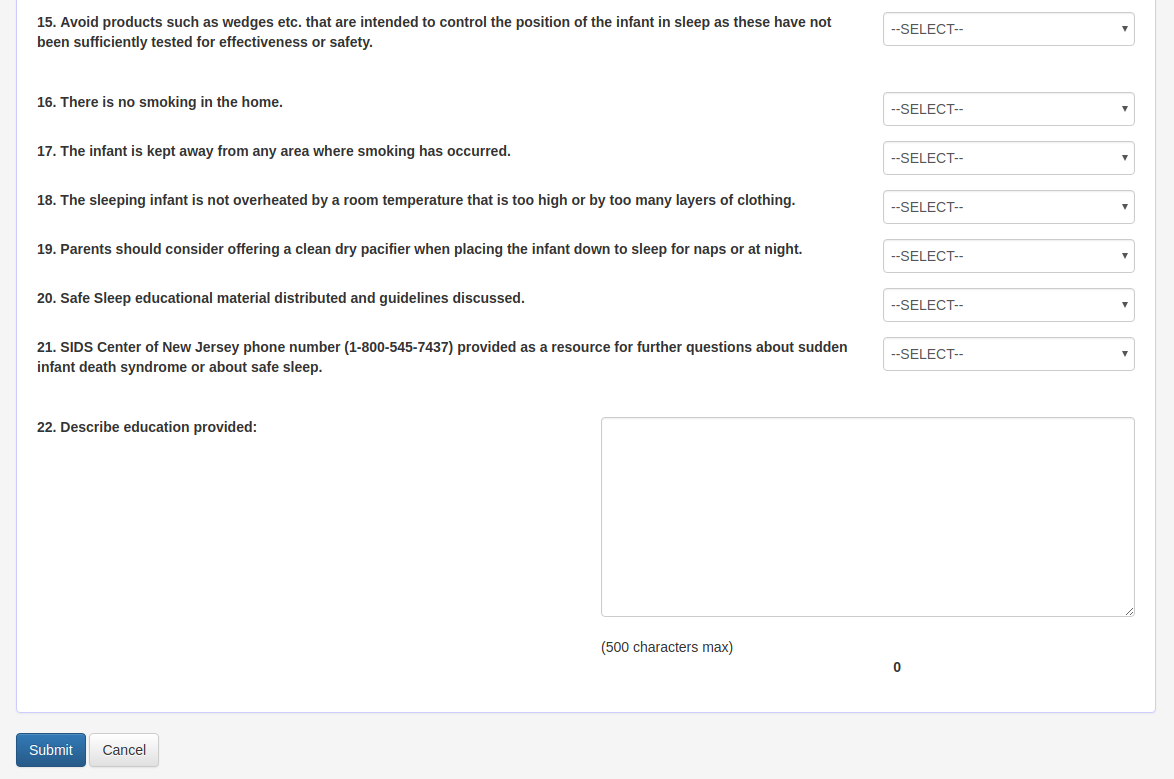 15. Avoid products such as wedges etc. that are intended to control the position of the infant in sleep as these have not
been sufficiently tested for effectiveness or safety.
--SELECT--
16. There is no smoking in the home.
--SELECT--
17. The infant is kept away from any area where smoking has occurred.
--SELECT--
18. The sleeping infant is not overheated by a room temperature that is too high or by too many layers of clothing.
--SELECT--
19. Parents should consider offering a clean dry pacifier when placing the infant down to sleep for naps or at night.
--SELECT--
20. Safe Sleep educational material distributed and guidelines discussed.
--SELECT--
21. SIDS Center of New Jersey phone number (1-800-545-7437) provided as a resource for further questions about sudden
infant death syndrome or about safe sleep.
--SELECT--
22. Describe education provided:
(500 characters max)
0
Submit
Cancel